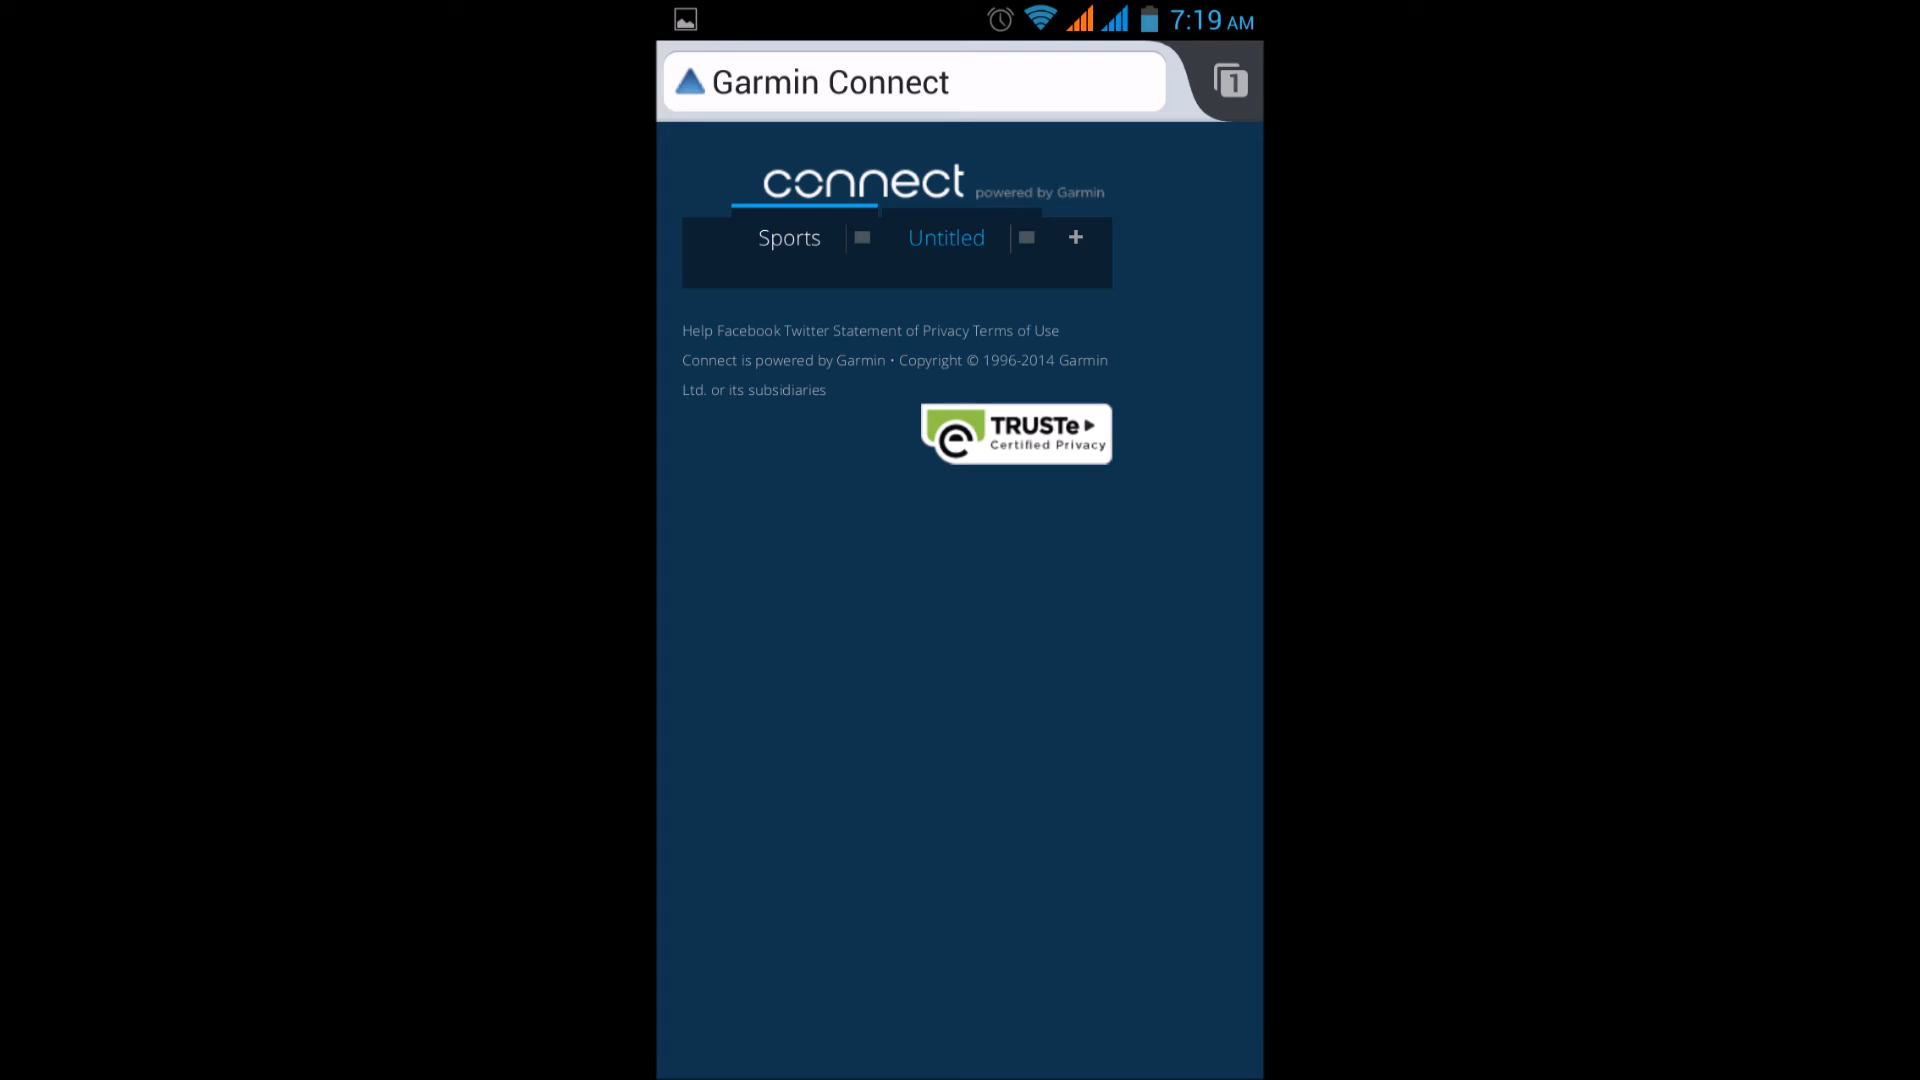 7:19 AM
Garmin Connect
1
connect powered by Garmin
Sports Untitled +
Help Facebook Twitter Statement of Privacy Terms of Use
Connect is powered by Garmin • Copyright © 1996-2014 Garmin
Ltd. or its subsidiaries
e TRUSTe
Certified Privacy